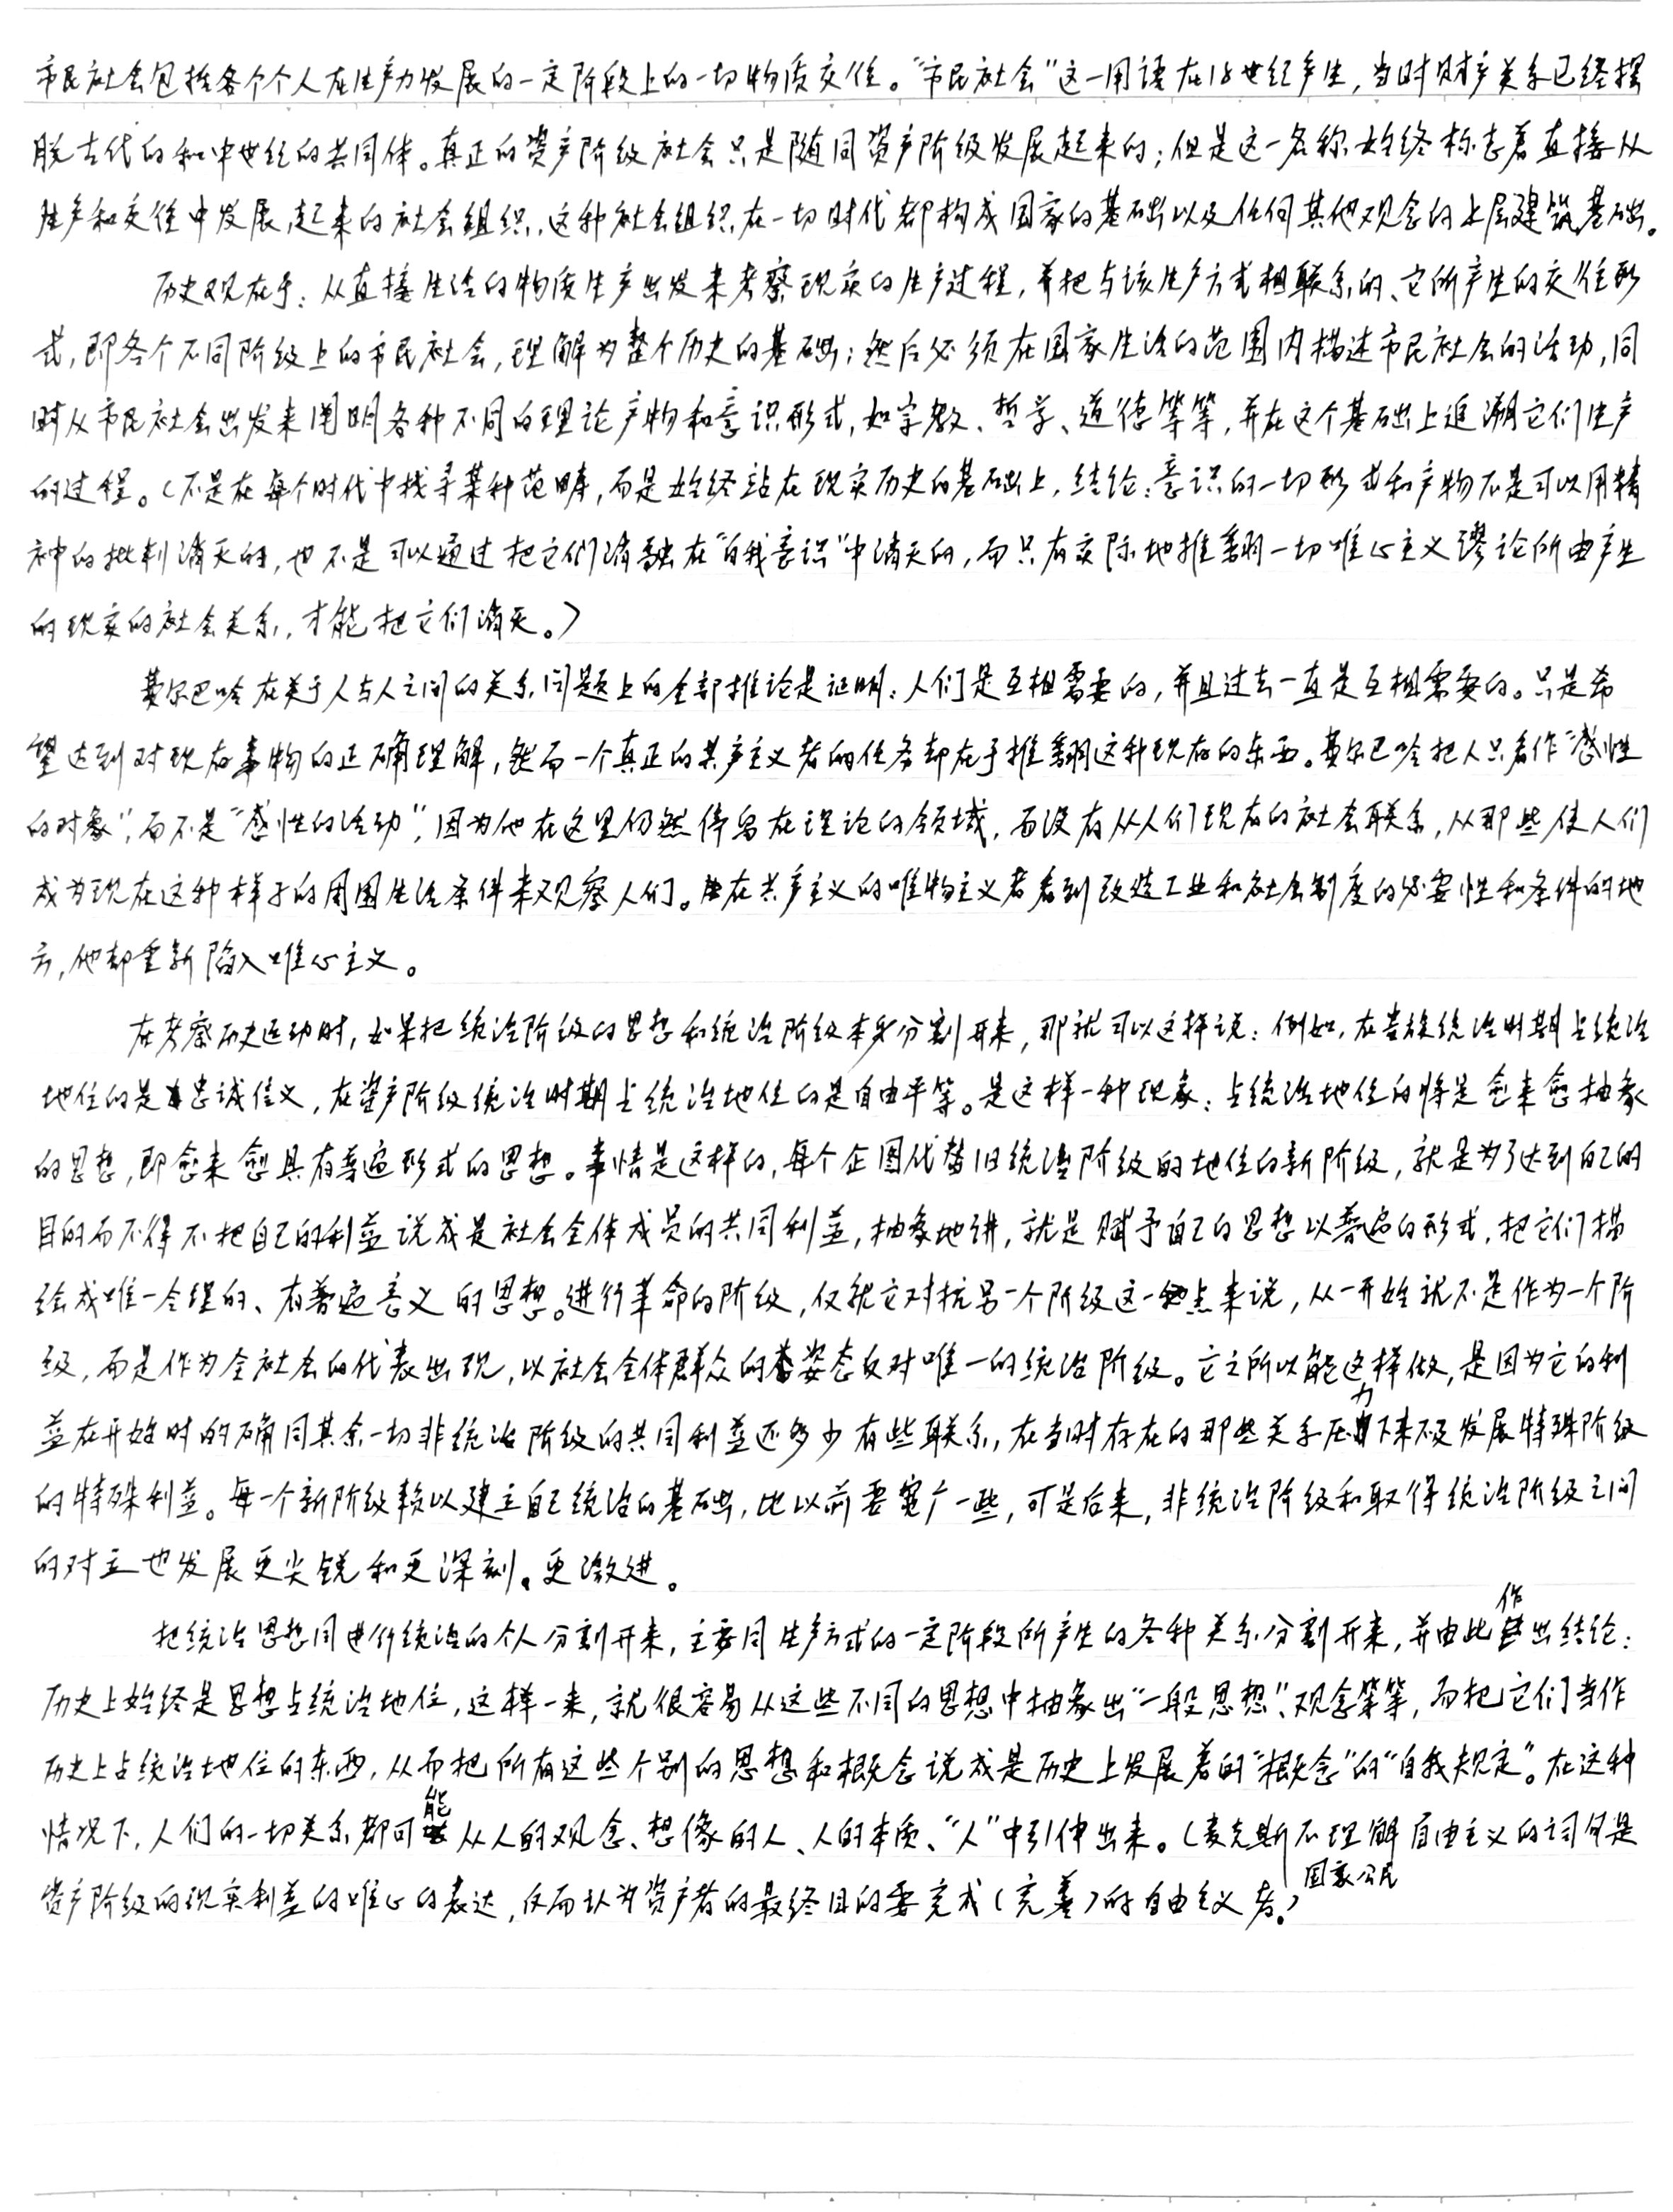 市民社会包括各个个人在生产力发展的一定阶段上的一切物质交往。“市民社会”这一用语在18世纪产生，当时财产关系已经摆
脱古代的和中世纪的共同体。真正的资产阶级社会只是随同资产阶级发展起来的；但是这一名称始终标志着直接从
生产和交往中发展起来的社会组织，这种社会组织在一切时代都构成国家的基础以及任何其他观念的上层建筑基础。
历史观在于：从直接生活的物质生产出发来考察现实的生产过程，并把与该生产方式相联系的、它所产生的交往形
式，即各个不同阶级上的市民社会，理解为整个历史的基础；然后必须在国家生活的范围内描述市民社会的活动，同
时从市民社会出发来阐明各种不同的理论产物和意识形式，如宗教、哲学、道德等等，并在这个基础上追溯它们生产
的过程。（不是在每个时代中找寻某种范畴，而是始终站在现实历史的基础上，结论：意识的一切形式和产物不是可以用精
神的批判消灭的，也不是可以通过把它们消融在“自我意识”中消灭的，而只有实际地推翻一切唯心主义谬论所由产生
的现实的社会关系，才能把它们消灭。）
费尔巴哈在关于人与人之间的关系问题上的全部推论是证明：人们是互相需要的，并且过去一直是互相需要的。只是希
望达到对现存事物的正确理解，然而一个真正的共产主义者的任务却在于推翻这种现存的东西。费尔巴哈把人只看作“感性
的对象”，而不是“感性的活动”，因为他在这里仍然停留在理论的领域，而没有从人们现有的社会联系，从那些使人们
成为现在这种样子的周围生活条件来观察人们。在共产主义的唯物主义者看到改造工业和社会制度的必要性和条件的地
方，他却重新陷入唯心主义。
在考察历史运动时，如果把统治阶级的思想和统治阶级本身分割开来，那就可以这样说：例如，在贵族统治时期占统治
地位的是忠诚信义，在资产阶级统治时期占统治地位的是自由平等。是这样一种现象：占统治地位的将是愈来愈抽象
的思想，即愈来愈具有普遍形式的思想。事情是这样的，每个企图代替旧统治阶级的地位的新阶级，就是为了达到自己的
目的而不得不把自己的利益说成是社会全体成员的共同利益，抽象地讲，就是赋予自己的思想以普遍的形式，把它们描
绘成唯一合理的、有普遍意义的思想。进行革命的阶级，仅就它对抗另一个阶级这一点来说，从一开始就不是作为一个阶
级，而是作为全社会的代表出现，以社会全体群众的姿态反对唯一的统治阶级。它之所以能这样做，是因为它的利
益在开始时的确同其余一切非统治阶级的共同利益还多少有些联系，在当时存在的那些关系压力下来不及发展特殊阶级
的特殊利益。每一个新阶级赖以建立自己统治的基础，比以前要宽广一些，可是后来，非统治阶级和取得统治阶级之间
的对立也发展更尖锐和更深刻、更激进。
把统治思想同进行统治的个人分割开来，主要同生产方式的一定阶段所产生的各种关系分割开来，并由此作出结论：
历史上始终是思想占统治地位，这样一来，就很容易从这些不同的思想中抽象出“一般思想”、观念等等，而把它们当作
历史上占统治地位的东西，从而把所有这些个别的思想和概念说成是历史上发展着的“概念”的“自我规定”。在这种
情况下，人们的一切关系都可能从人的观念、想像的人、人的本质、“人”中引伸出来。（麦克斯不理解自由主义的词句是
资产阶级的现实利益的唯心的表达，反而认为资产者的最终目的要完成（完善）的自由主义者。）
国家公民